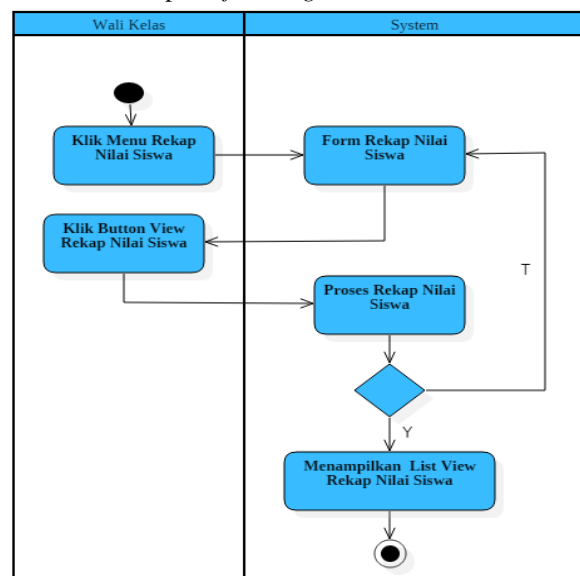 Wali Kelas
System
Klik Menu Rekap
Nilai Siswa
Form Rekap Nilai
Siswa
Klik Button View
Rekap Nilai Siswa
T
Proses Rekap Nilai
Siswa
Y
Menampilkan List View
Rekap Nilai Siswa